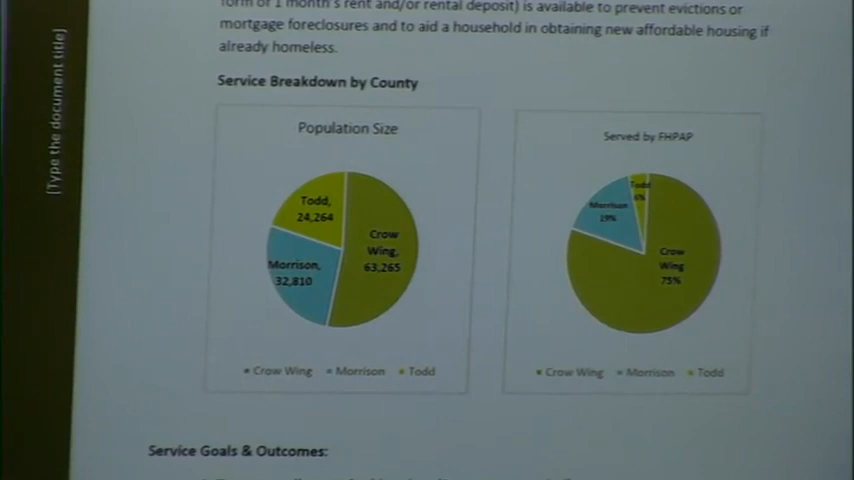 form of 1 month's rent and/or rental deposit) is available to prevent evictions or
mortgage foreclosures and to aid a household in obtaining new affordable housing if
already homeless.
[Type the document title]
Service Breakdown by County
Population Size
Todd,
24,264
Crow
Wing,
63,265
Morrison,
32,810
Crow Wing
Morrison
Todd
Served by FHPAP
Todd
6%
Morrison
19%
Crow
Wing
75%
Crow Wing
Morrison
Todd
Service Goals & Outcomes: